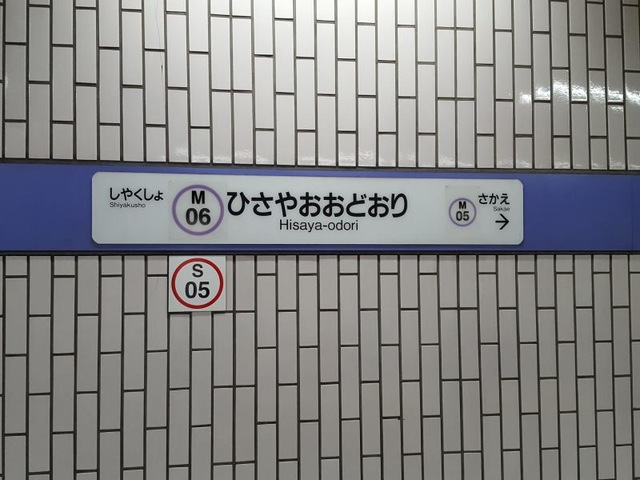 しやくしょ
Shiyakusho
M
06
ひさやおおどおり
Hisaya-odori
M
05
さかえ
Sakae
→
S
05